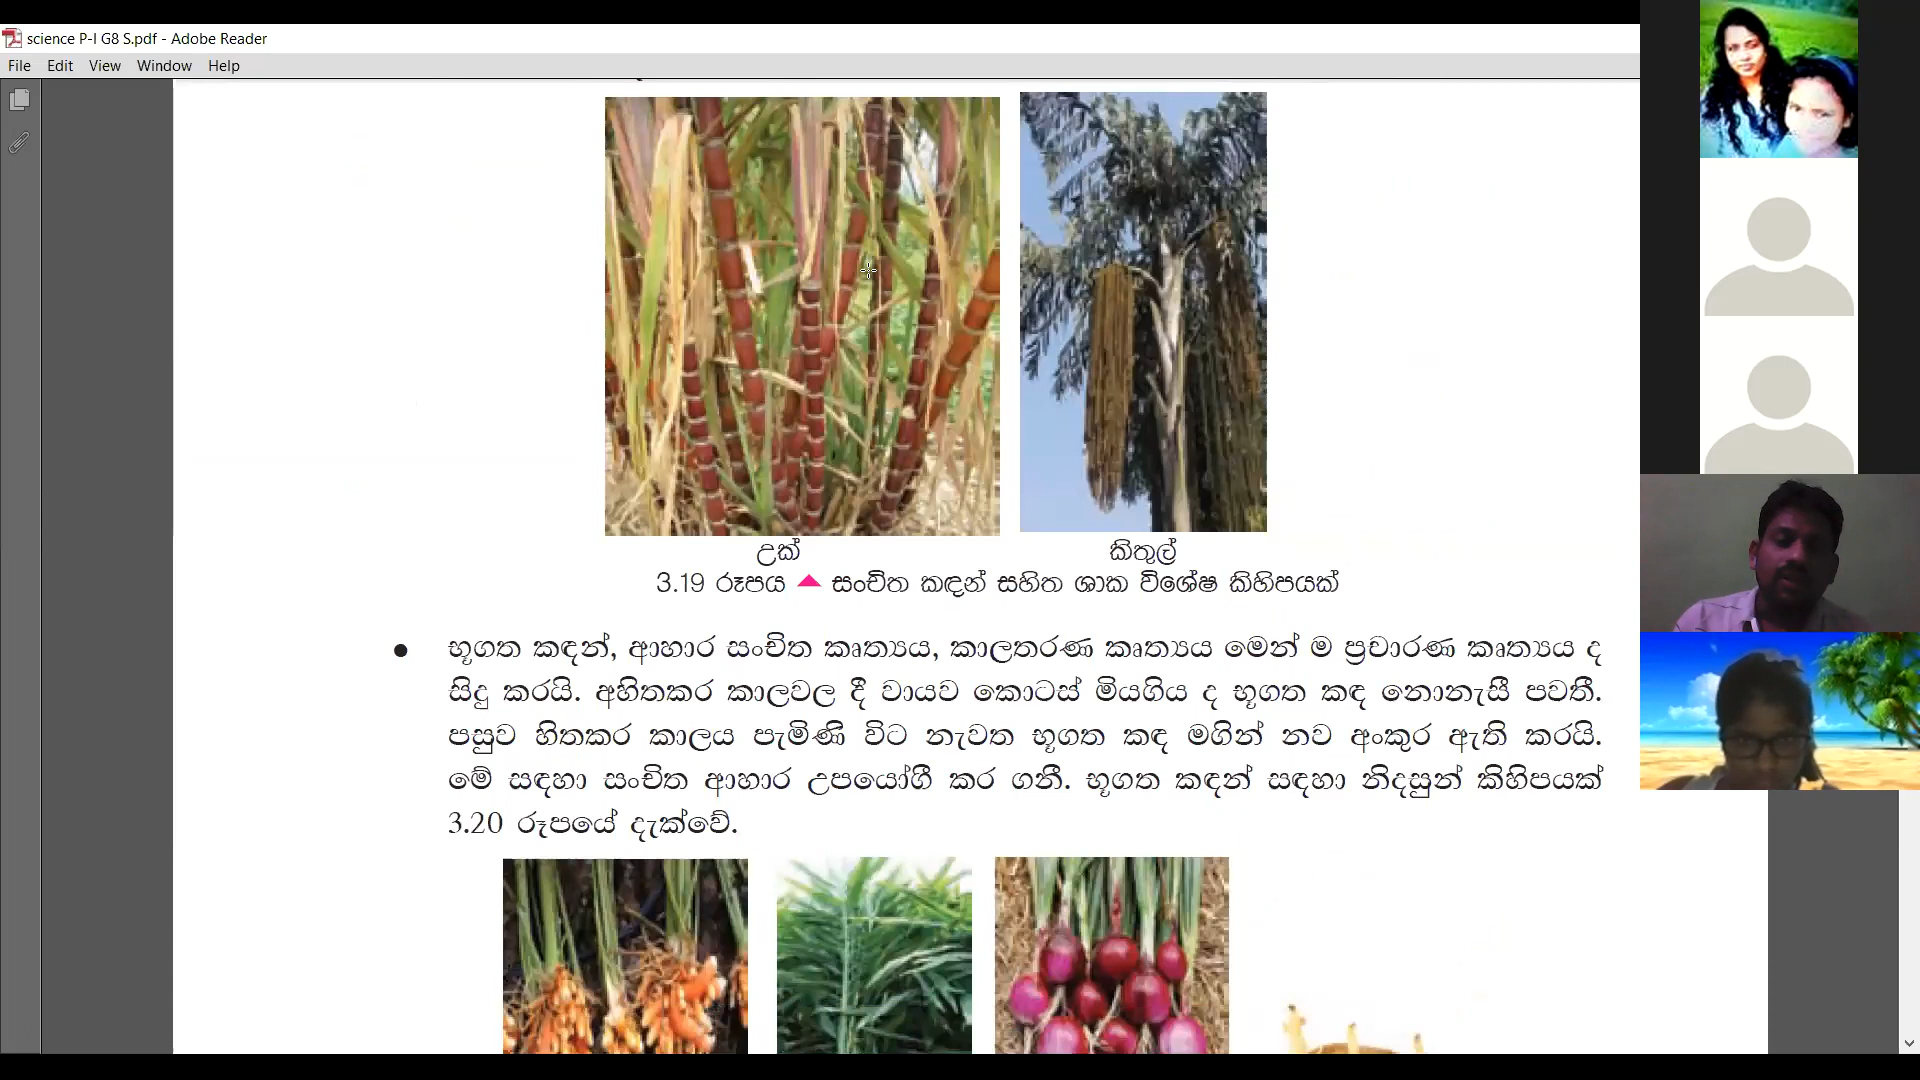 science P-I G8 S.pdf - Adobe Reader
File Edit View Window Help
උක් කිතුල්
3.19 රූපය ▲ සංචිත කඳන් සහිත ශාක විශේෂ කිහිපයක්
● භූගත කඳන්, ආහාර සංචිත කෘත්‍යය, කාලතරණ කෘත්‍යය මෙන් ම ප්‍රචාරණ කෘත්‍යය ද
සිදු කරයි. අහිතකර කාලවල දී වායව කොටස් මියගිය ද භූගත කඳ නොනැසී පවතී.
පසුව හිතකර කාලය පැමිණි විට නැවත භූගත කඳ මගින් නව අංකුර ඇති කරයි.
මේ සඳහා සංචිත ආහාර උපයෝගී කර ගනී. භූගත කඳන් සඳහා නිදසුන් කිහිපයක්
3.20 රූපයේ දැක්වේ.